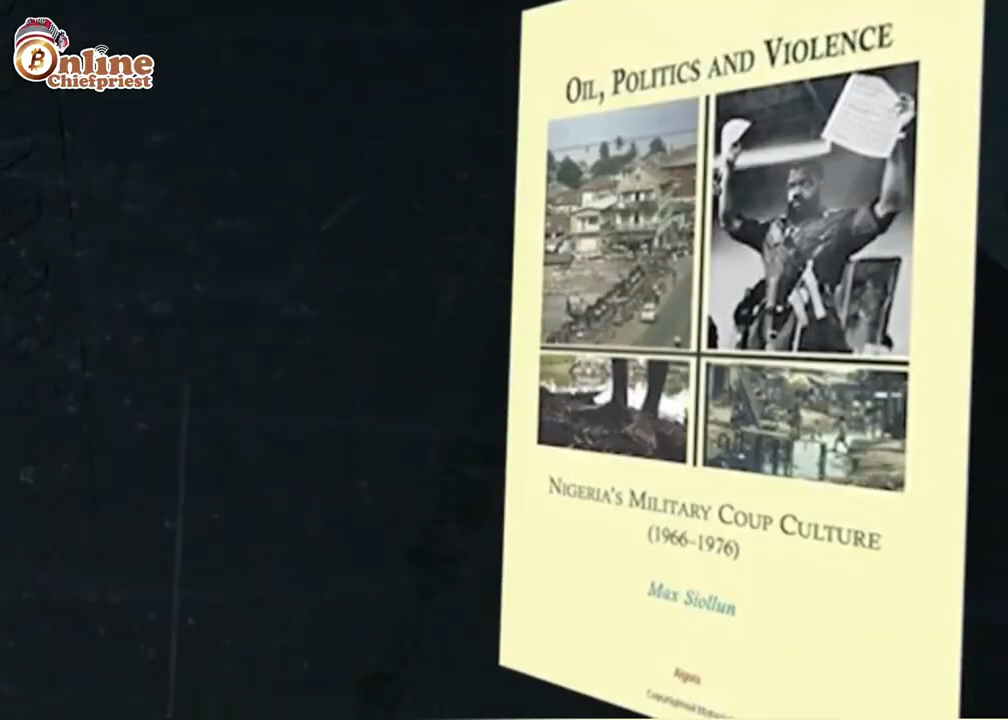 Online
Chiefpriest
OIL, POLITICS AND VIOLENCE
NIGERIA'S MILITARY COUP CULTURE
(1966–1976)
Max Siollun
Algora